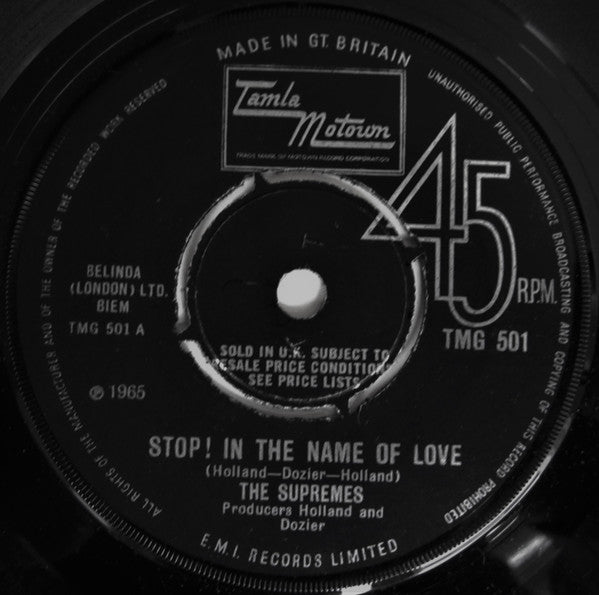 MADE IN GT. BRITAIN
Tamla
Motown
TRADE MARK OF MOTOWN RECORD CORPORATION
45
R.P.M.
TMG 501
BELINDA
(LONDON) LTD.
BIEM
TMG 501 A
℗ 1965
SOLD IN U.K. SUBJECT TO
RESALE PRICE CONDITIONS
SEE PRICE LISTS
STOP! IN THE NAME OF LOVE
(Holland—Dozier—Holland)
THE SUPREMES
Producers Holland and
Dozier
E.M.I. RECORDS LIMITED
ALL RIGHTS OF THE MANUFACTURER AND OF THE OWNER OF THE RECORDED WORK RESERVED
UNAUTHORISED PUBLIC PERFORMANCE BROADCASTING AND COPYING OF THIS RECORD PROHIBITED